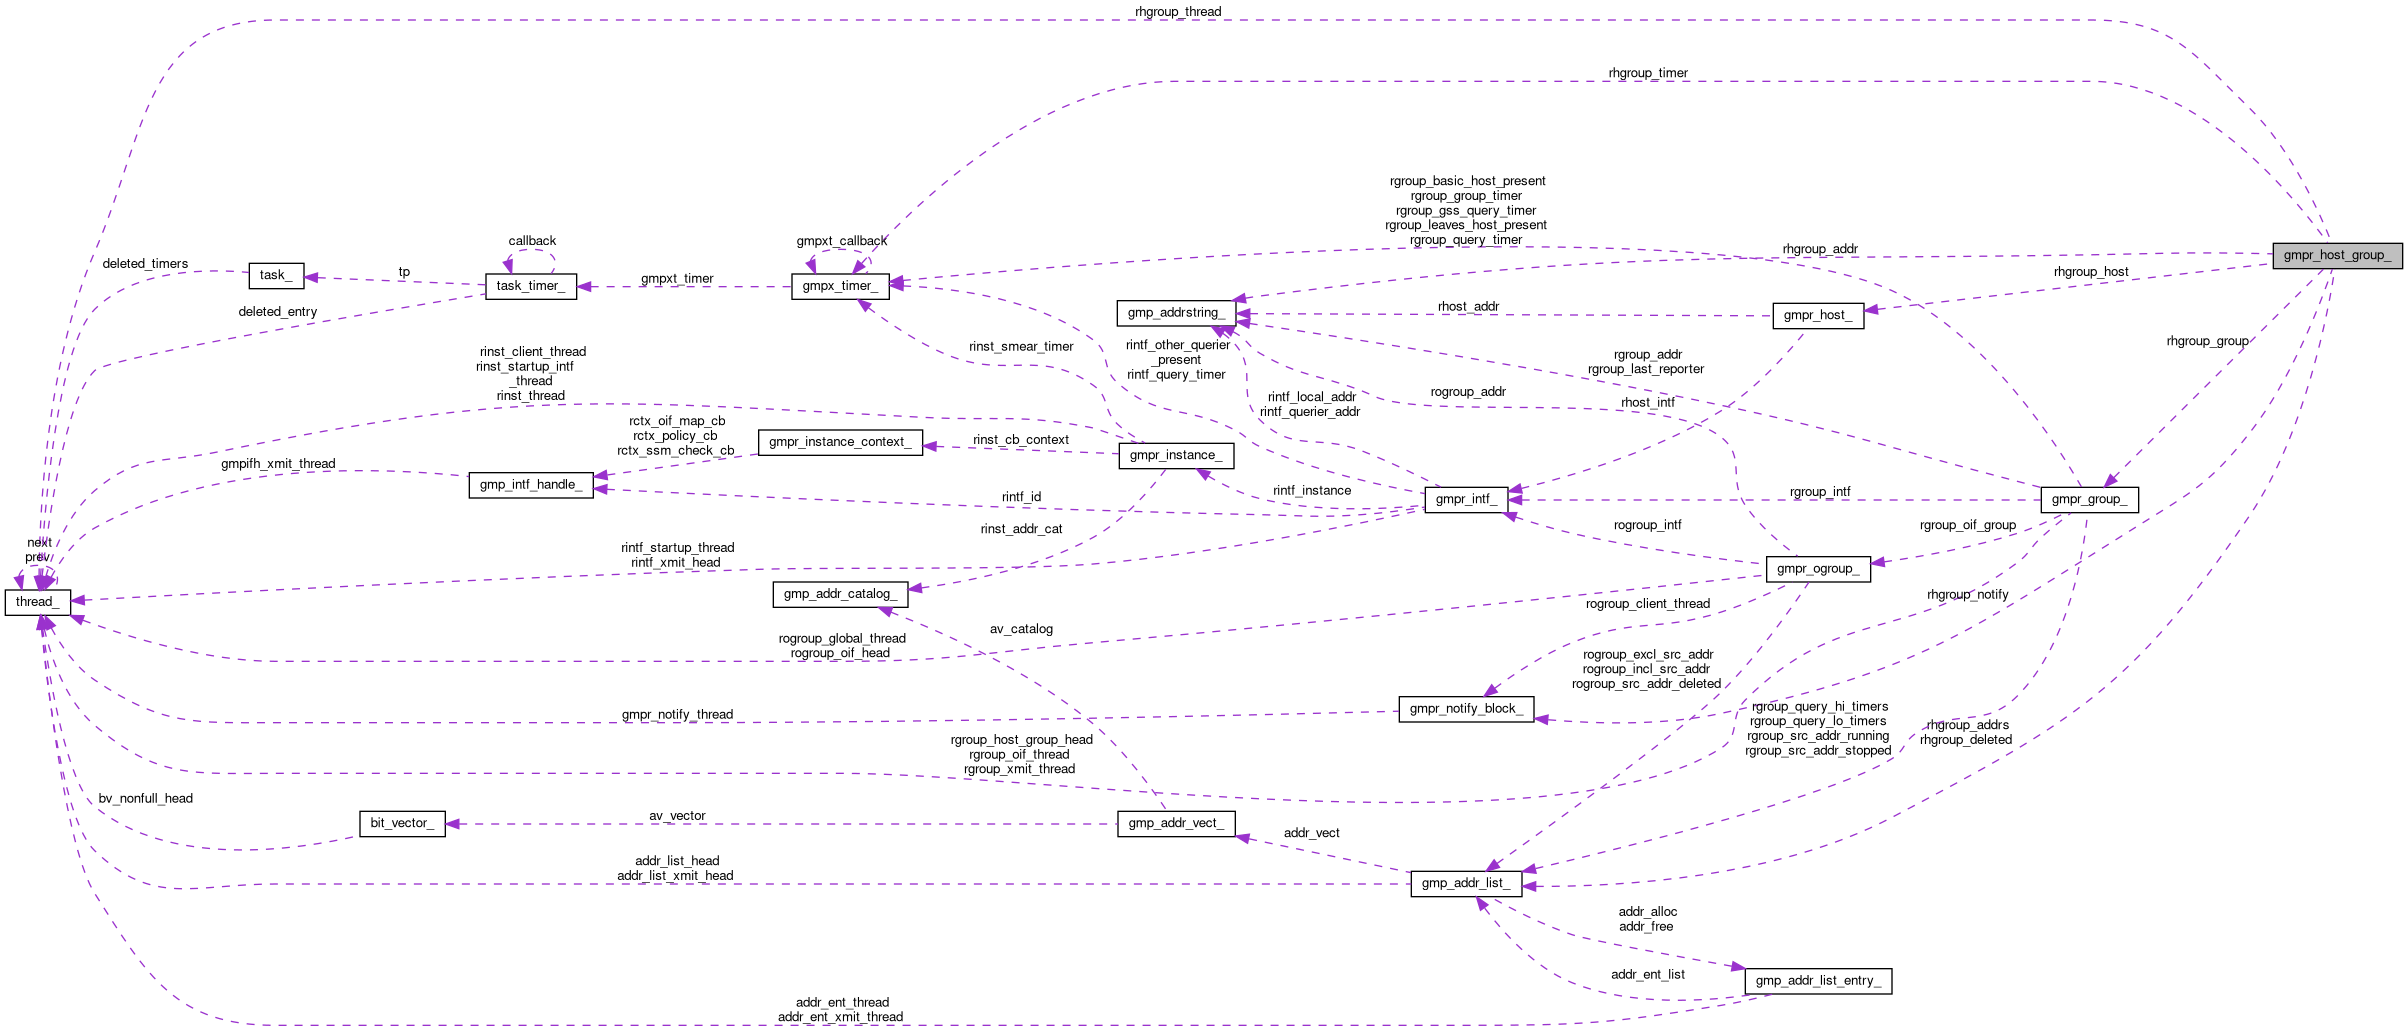 rhgroup_thread
rhgroup_timer
rgroup_basic_host_present
rgroup_group_timer
rgroup_gss_query_timer
rgroup_leaves_host_present
rgroup_query_timer
callback
gmpxt_callback
rhgroup_addr
gmpr_host_group_
deleted_timers
task_
tp
task_timer_
gmpxt_timer
gmpx_timer_
rhgroup_host
deleted_entry
gmp_addrstring_
rhost_addr
gmpr_host_
rinst_client_thread
rinst_startup_intf
_thread
rinst_thread
rinst_smear_timer
rintf_other_querier
_present
rintf_query_timer
rgroup_addr
rgroup_last_reporter
rhgroup_group
rintf_local_addr
rintf_querier_addr
rogroup_addr
rhost_intf
rctx_oif_map_cb
rctx_policy_cb
rctx_ssm_check_cb
gmpr_instance_context_
rinst_cb_context
gmpr_instance_
gmpifh_xmit_thread
gmp_intf_handle_
rintf_id
rintf_instance
gmpr_intf_
rgroup_intf
gmpr_group_
rinst_addr_cat
rogroup_intf
rgroup_oif_group
next
prev
rintf_startup_thread
rintf_xmit_head
gmpr_ogroup_
thread_
gmp_addr_catalog_
rogroup_client_thread
rhgroup_notify
av_catalog
rogroup_global_thread
rogroup_oif_head
rogroup_excl_src_addr
rogroup_incl_src_addr
rogroup_src_addr_deleted
gmpr_notify_thread
gmpr_notify_block_
rgroup_query_hi_timers
rgroup_query_lo_timers
rgroup_src_addr_running
rgroup_src_addr_stopped
rhgroup_addrs
rhgroup_deleted
rgroup_host_group_head
rgroup_oif_thread
rgroup_xmit_thread
bv_nonfull_head
bit_vector_
av_vector
gmp_addr_vect_
addr_vect
addr_list_head
addr_list_xmit_head
gmp_addr_list_
addr_alloc
addr_free
addr_ent_list
gmp_addr_list_entry_
addr_ent_thread
addr_ent_xmit_thread